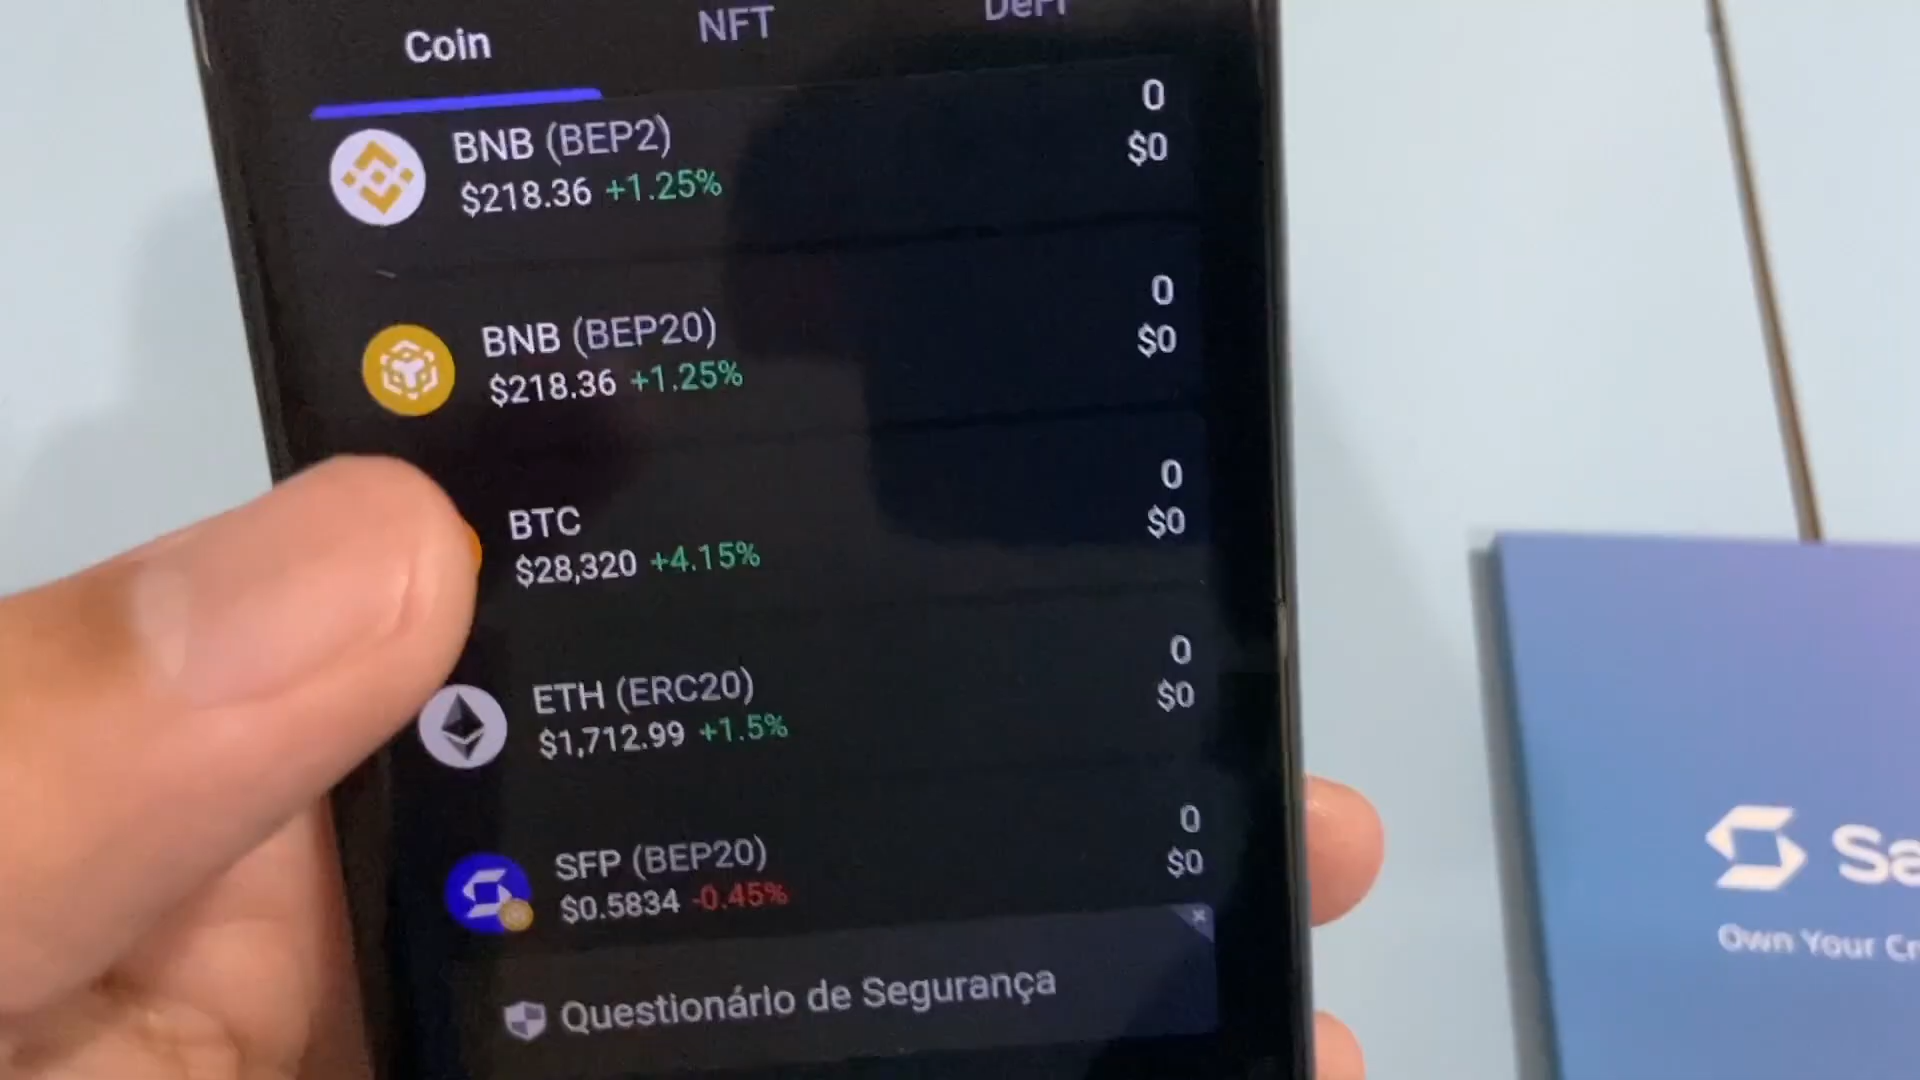 Coin
NFT
DeFi
BNB (BEP2)
$218.36 +1.25%
0
$0
BNB (BEP20)
$218.36 +1.25%
0
$0
BTC
$28,320 +4.15%
0
$0
ETH (ERC20)
$1,712.99 +1.5%
0
$0
SFP (BEP20)
$0.5834 -0.45%
0
$0
Questionário de Segurança
Own Your